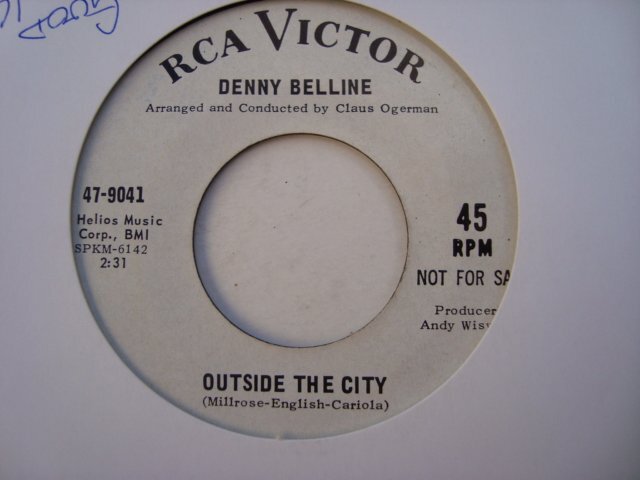 RCA VICTOR
DENNY BELLINE
Arranged and Conducted by Claus Ogerman
47-9041
Helios Music
Corp., BMI
SPKM-6142
2:31
45
RPM
NOT FOR SA
Producer
Andy Wis
OUTSIDE THE CITY
(Millrose-English-Cariola)